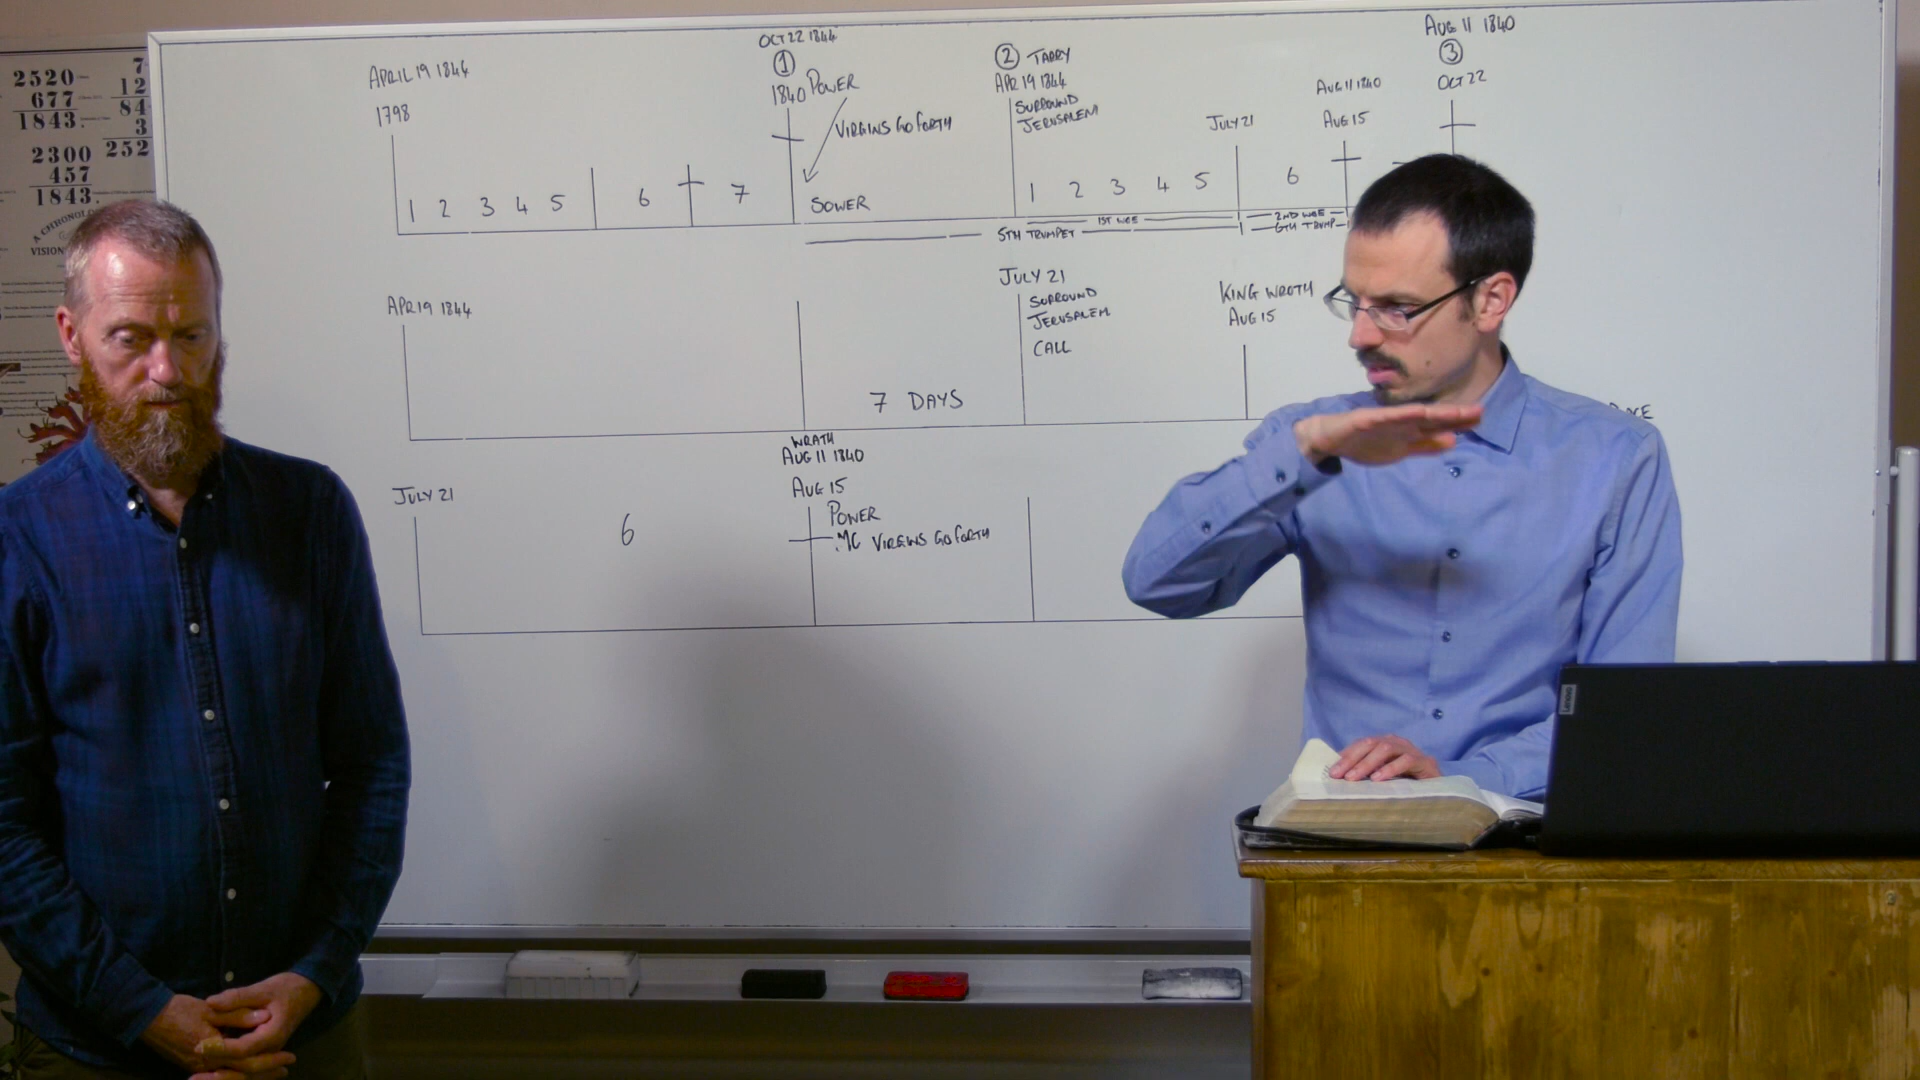 2520
677
1843.
7
12
84
3
252
2300
457
1843.
A CHRONOL
VISION
APRIL 19 1844
1798
1 2 3 4 5 6 7
OCT 22 1844
1
1840 POWER
VIRGINS GO FORTH
SOWER
2 TARRY
APR 19 1844
SURROUND
JERUSALEM
1 2 3 4 5 6
JULY 21
AUG 11 1840
AUG 15
AUG 11 1840
3
OCT 22
1ST WOE
5TH TRUMPET
2ND WOE
6TH TRUMP
APR 19 1844
7 DAYS
JULY 21
SURROUND
JERUSALEM
CALL
KING WROTH
AUG 15
WRATH
AUG 11 1840
JULY 21
6
AUG 15
POWER
MC VIRGINS GO FORTH
Lenovo